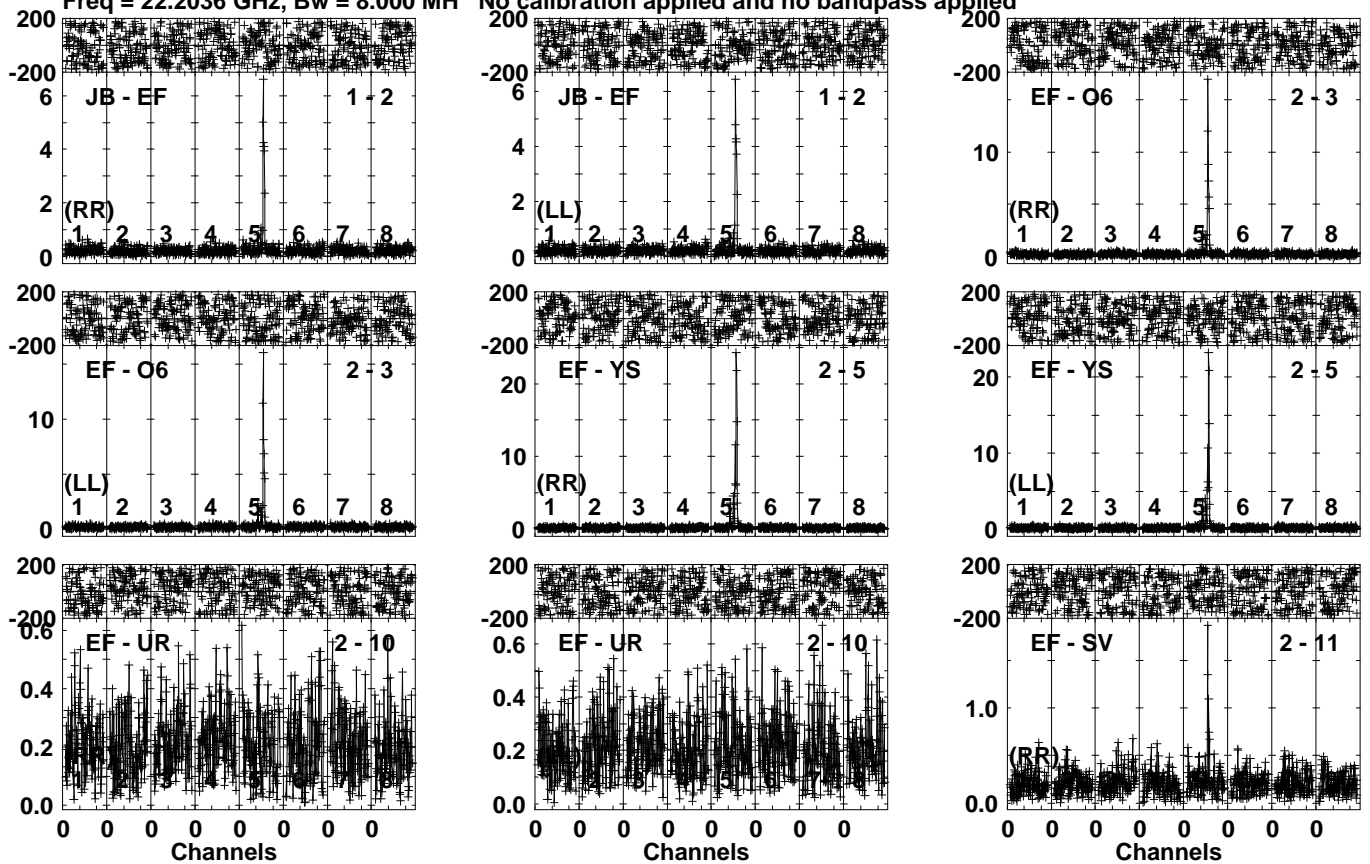 Freq = 22.2036 GHz, Bw = 8.000 MH No calibration applied and no bandpass applied
200 200 200
-200 -200 -200
JB - EF 1 - 2 JB - EF 1 - 2 EF - O6 2 - 3
6 6
4 4 10
2 2
(RR) (LL) (RR)
1 2 3 4 5 6 7 8 1 2 3 4 5 6 7 8 1 2 3 4 5 6 7 8
0 0 0
200 200 200
-200 -200 -200
EF - O6 2 - 3 EF - YS 2 - 5 EF - YS 2 - 5
20 20
10 10 10
(LL) (RR) (LL)
1 2 3 4 5 6 7 8 1 2 3 4 5 6 7 8 1 2 3 4 5 6 7 8
0 0 0
200 200 200
-200 -200 -200
0.6
EF - UR 2 - 10 EF - UR 2 - 10 EF - SV 2 - 11
0.6
0.4 0.4
1.0
0.2 0.2
(RR)
0.0 0.0 0.0
0 0 0 0 0 0 0 0 0 0 0 0 0 0 0 0 0 0 0 0 0 0 0 0
Channels Channels Channels